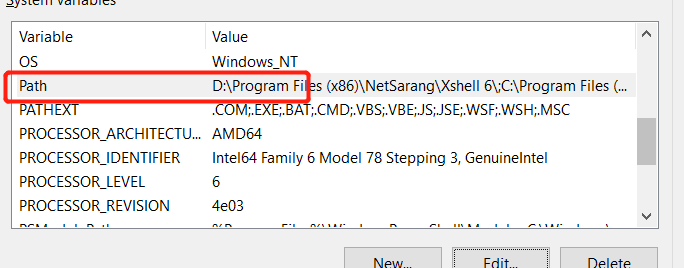 System variables
Variable Value
OS Windows_NT
Path D:\Program Files (x86)\NetSarang\Xshell 6\;C:\Program Files (...
PATHEXT .COM;.EXE;.BAT;.CMD;.VBS;.VBE;.JS;.JSE;.WSF;.WSH;.MSC
PROCESSOR_ARCHITECTU... AMD64
PROCESSOR_IDENTIFIER Intel64 Family 6 Model 78 Stepping 3, GenuineIntel
PROCESSOR_LEVEL 6
PROCESSOR_REVISION 4e03
New... Edit... Delete